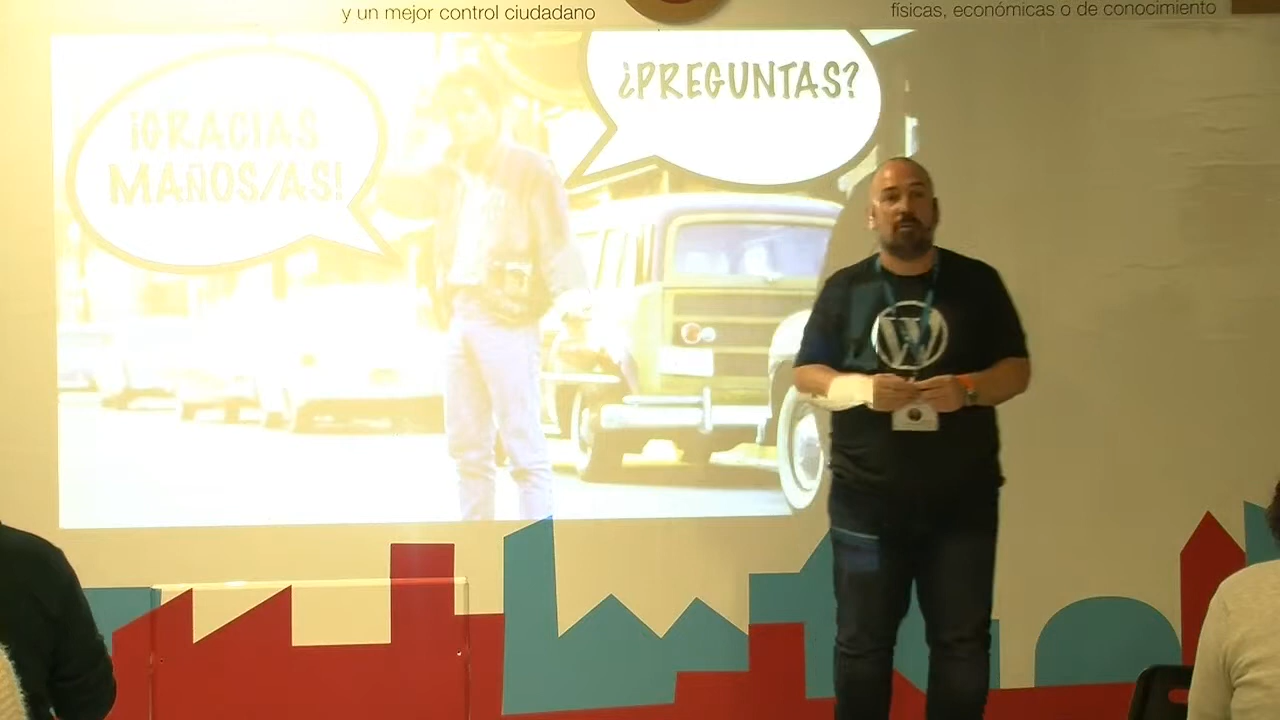 y un mejor control ciudadano
físicas, económicas o de conocimiento
¡GRACIAS
MAÑOS/AS!
¿PREGUNTAS?
W